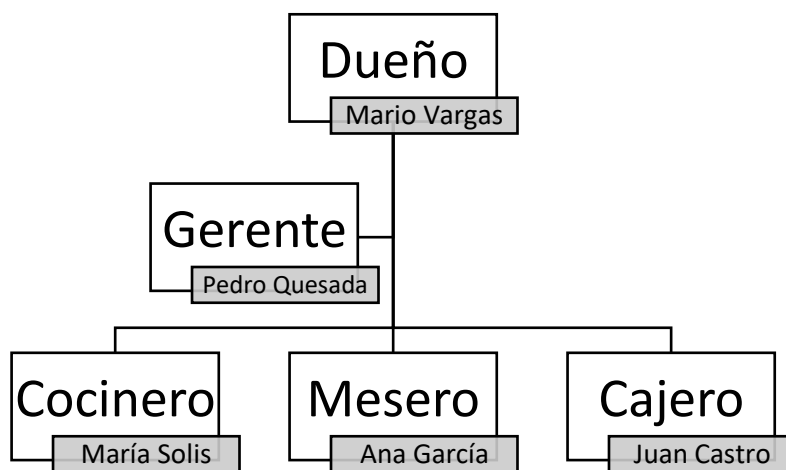 Dueño
Mario Vargas
Gerente
Pedro Quesada
Cocinero
María Solis
Mesero
Ana García
Cajero
Juan Castro